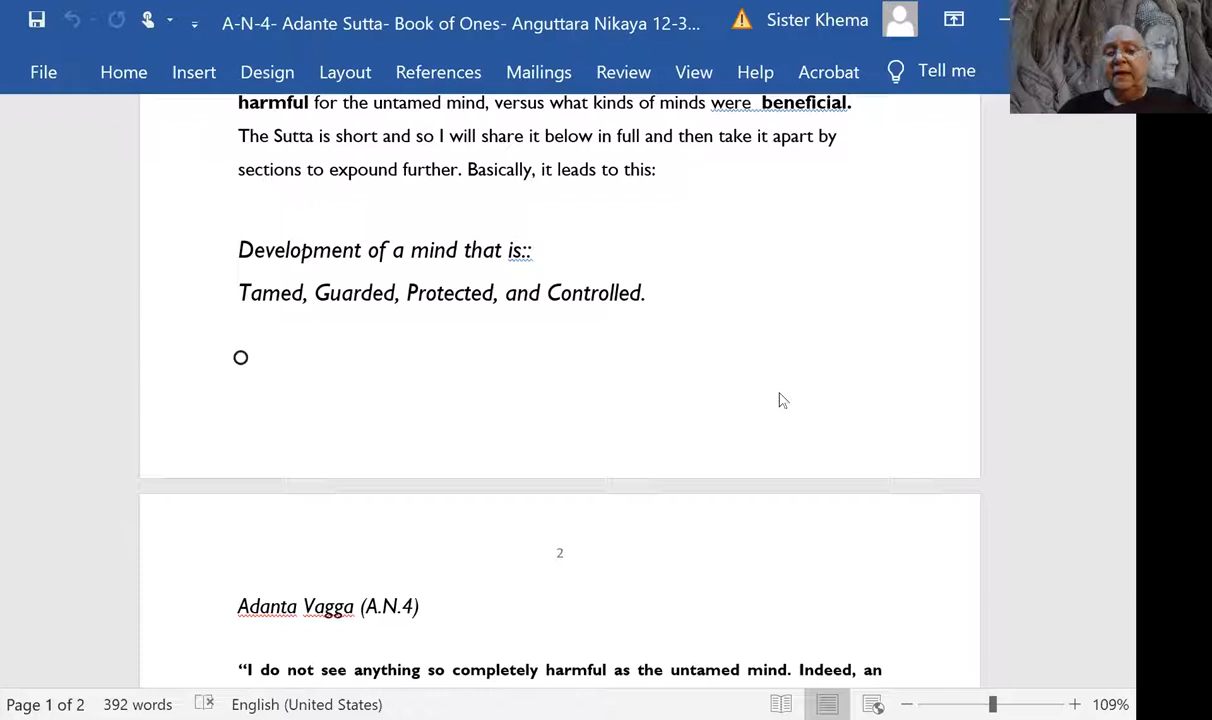 A-N-4- Adante Sutta- Book of Ones- Anguttara Nikaya 12-3... Sister Khema
File Home Insert Design Layout References Mailings Review View Help Acrobat Tell me
harmful for the untamed mind, versus what kinds of minds were beneficial.
The Sutta is short and so I will share it below in full and then take it apart by
sections to expound further. Basically, it leads to this:
Development of a mind that is::
Tamed, Guarded, Protected, and Controlled.
2
Adanta Vagga (A.N.4)
“I do not see anything so completely harmful as the untamed mind. Indeed, an
Page 1 of 2 392 words English (United States) 109%